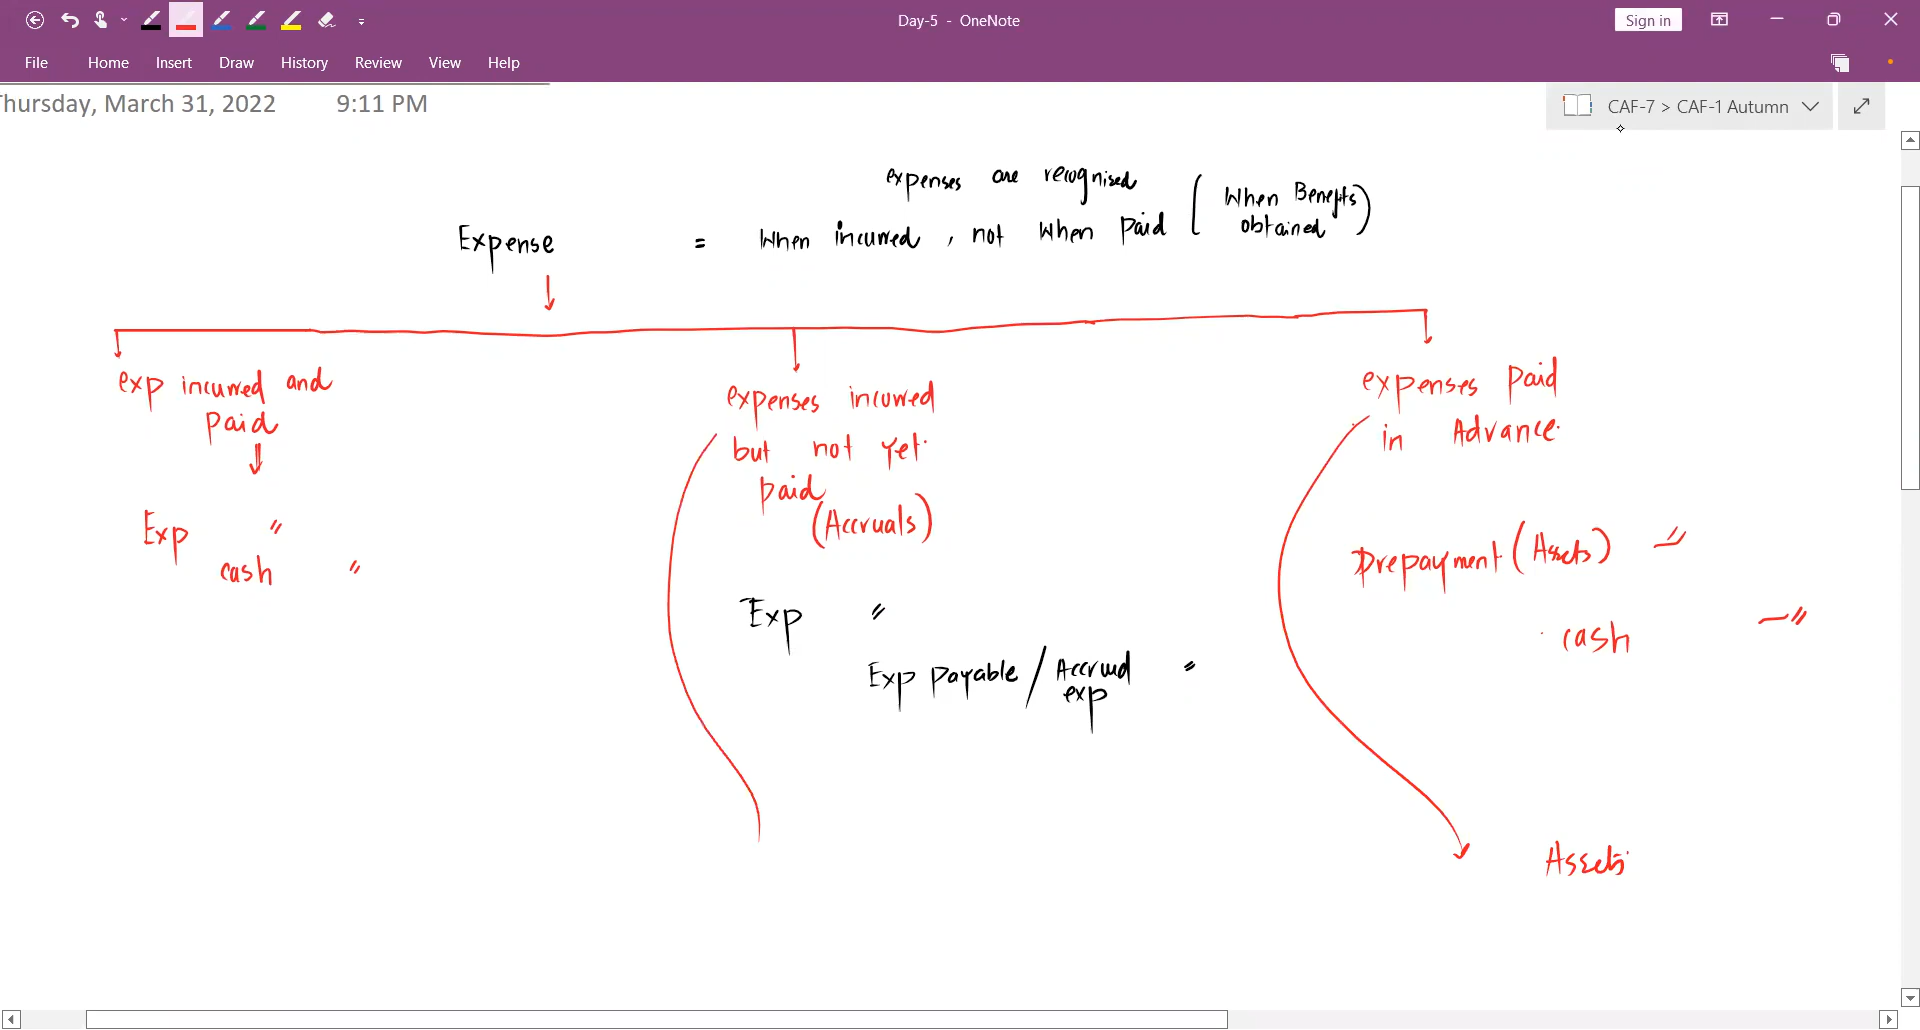 Day-5 - OneNote
Sign in
File Home Insert Draw History Review View Help
Thursday, March 31, 2022 9:11 PM
CAF-7 > CAF-1 Autumn
expenses are recognised
Expense = When incurred, not When Paid (When Benefits obtained)
exp incurred and
Paid
Exp "
cash "
expenses incurred
but not yet
paid
(Accruals)
Exp "
Exp payable / Accrued exp "
expenses Paid
in Advance
Prepayment (Assets) "
cash "
Assets